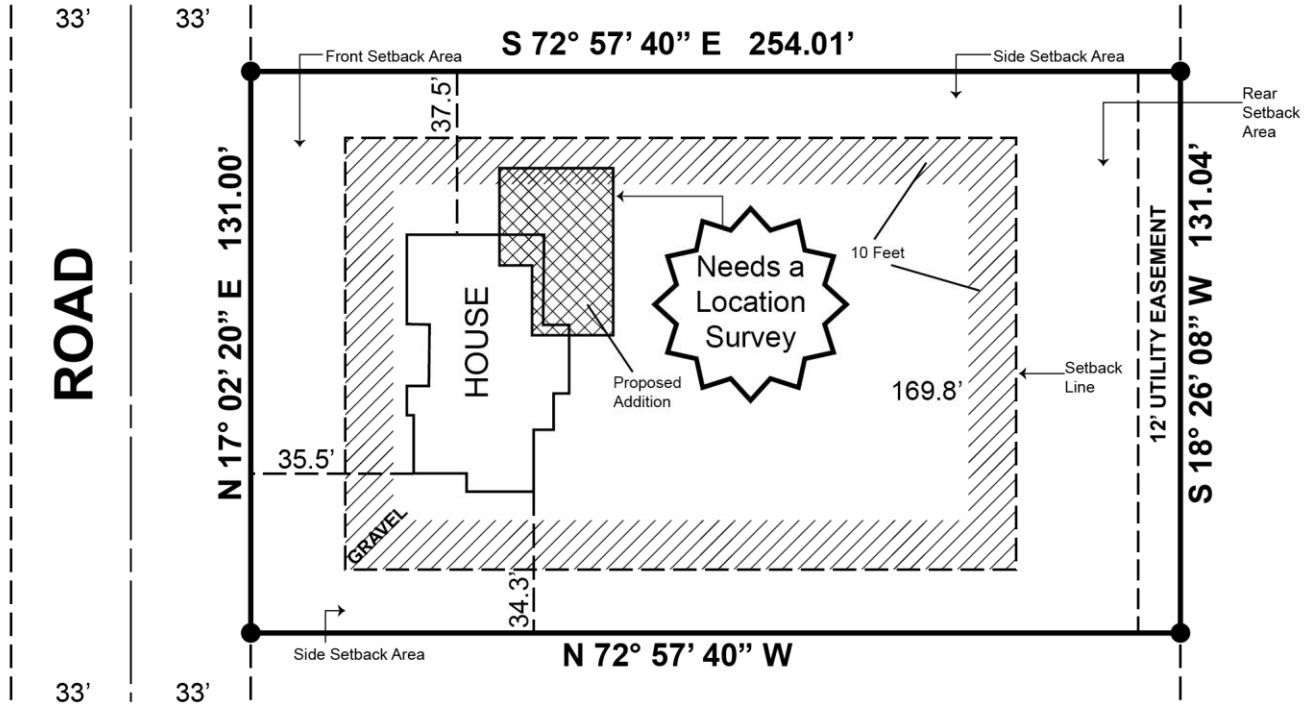 33’
33’
S 72° 57’ 40” E 254.01’
Front Setback Area
Side Setback Area
Rear
Setback
Area
37.5’
N 17° 02’ 20” E 131.00’
S 18° 26’ 08” W 131.04’
12’ UTILITY EASEMENT
ROAD
HOUSE
10 Feet
Needs a
Location
Survey
Proposed
Addition
169.8’
Setback
Line
35.5’
GRAVEL
34.3’
Side Setback Area
N 72° 57’ 40” W
33’
33’